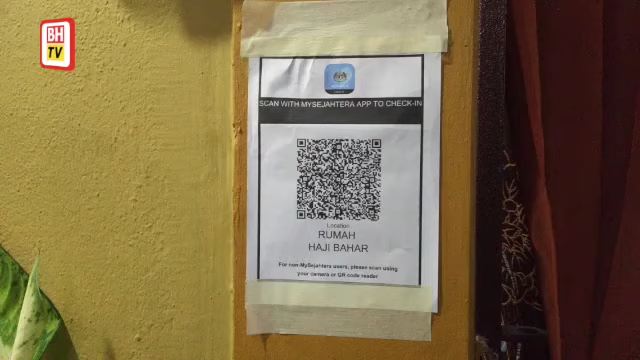 BH
TV
SCAN WITH MYSEJAHTERA APP TO CHECK-IN
Location
RUMAH
HAJI BAHAR
For non-MySejahtera users, please scan using
your camera or QR code reader